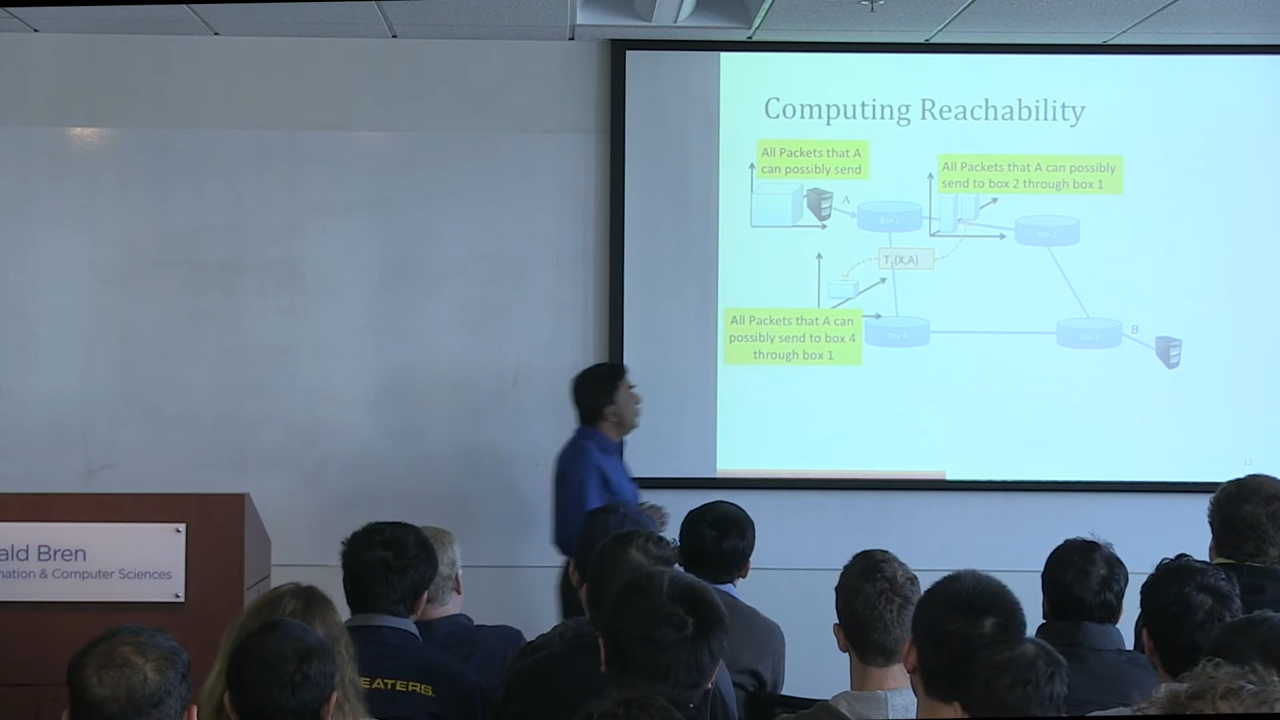 Computing Reachability
All Packets that A
can possibly send
All Packets that A can possibly
send to box 2 through box 1
A
T1(X,A)
All Packets that A can
possibly send to box 4
through box 1
B
12
ald Bren
mation & Computer Sciences
EATERS